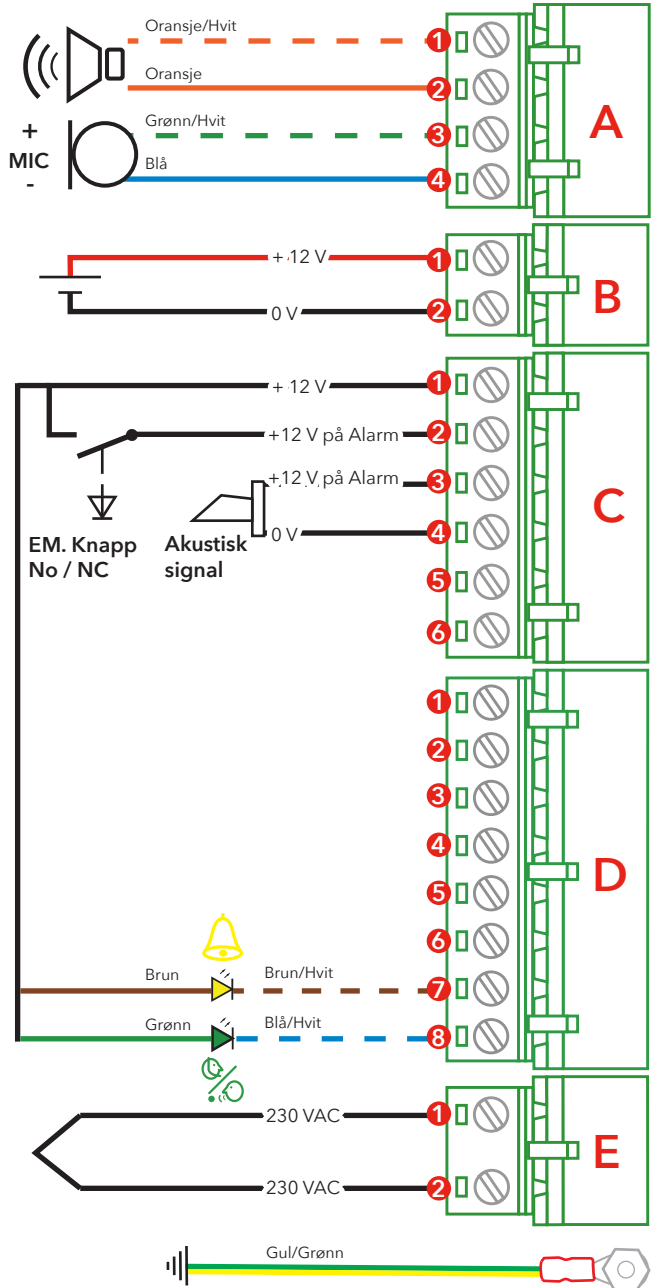 Oransje/Hvit
1
Oransje
2
Grønn/Hvit
+
3
MIC
Blå
-
4
A
+ 12 V
1
0 V
2
B
+ 12 V
1
+12 V på Alarm
2
+12 V på Alarm
3
0 V
4
EM. Knapp
No / NC
Akustisk
signal
5
6
C
1
2
3
4
5
6
D
Brun
Brun/Hvit
7
Grønn
Blå/Hvit
8
230 VAC
1
230 VAC
2
E
Gul/Grønn